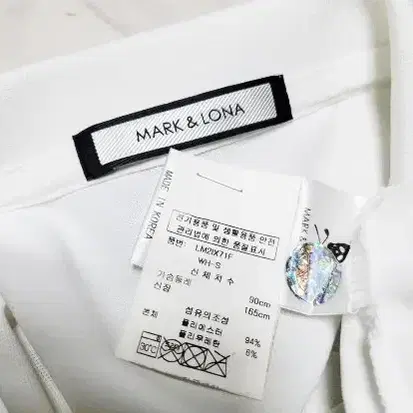 MARK & LONA
MADE IN KOREA
전기용품 및 생활용품 안전
관리법에 의한 품질표시
품번: LM20X71F
WH-S
신 체 치 수
가슴둘레 90cm
신장 165cm
섬유의조성
본체 폴리에스터 94%
폴리우레탄 6%
30℃
MARK &